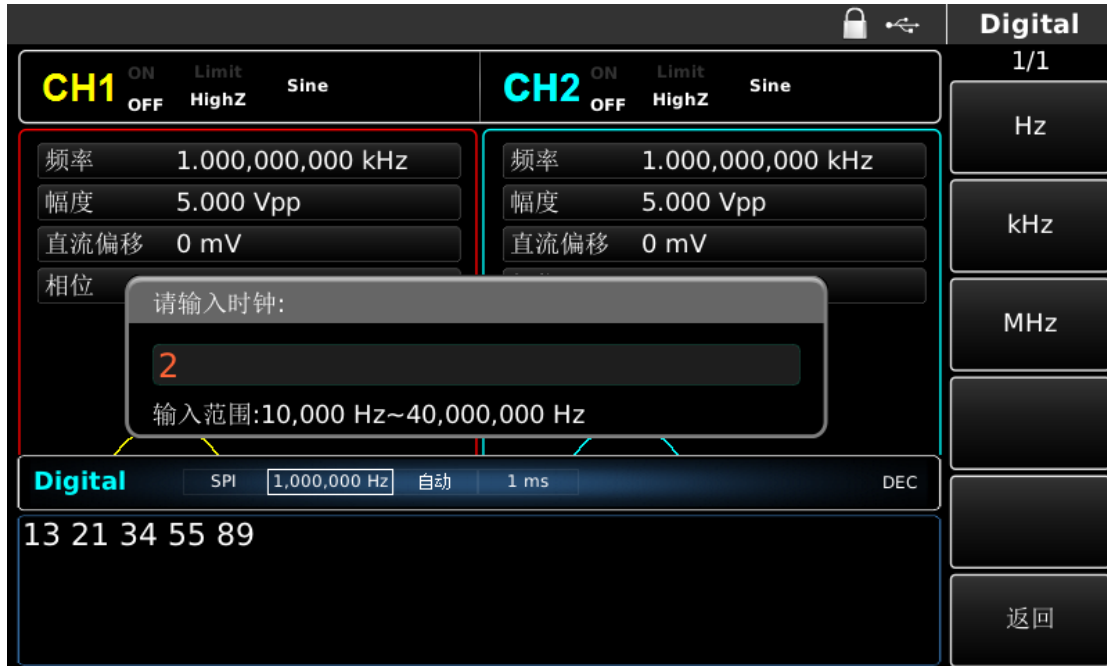 Digital
1/1
CH1 ON OFF Limit HighZ Sine
CH2 ON OFF Limit HighZ Sine
频率 1.000,000,000 kHz
幅度 5.000 Vpp
直流偏移 0 mV
相位
频率 1.000,000,000 kHz
幅度 5.000 Vpp
直流偏移 0 mV
请输入时钟:
2
输入范围:10,000 Hz~40,000,000 Hz
Digital SPI 1,000,000 Hz 自动 1 ms DEC
13 21 34 55 89
Hz
kHz
MHz
返回